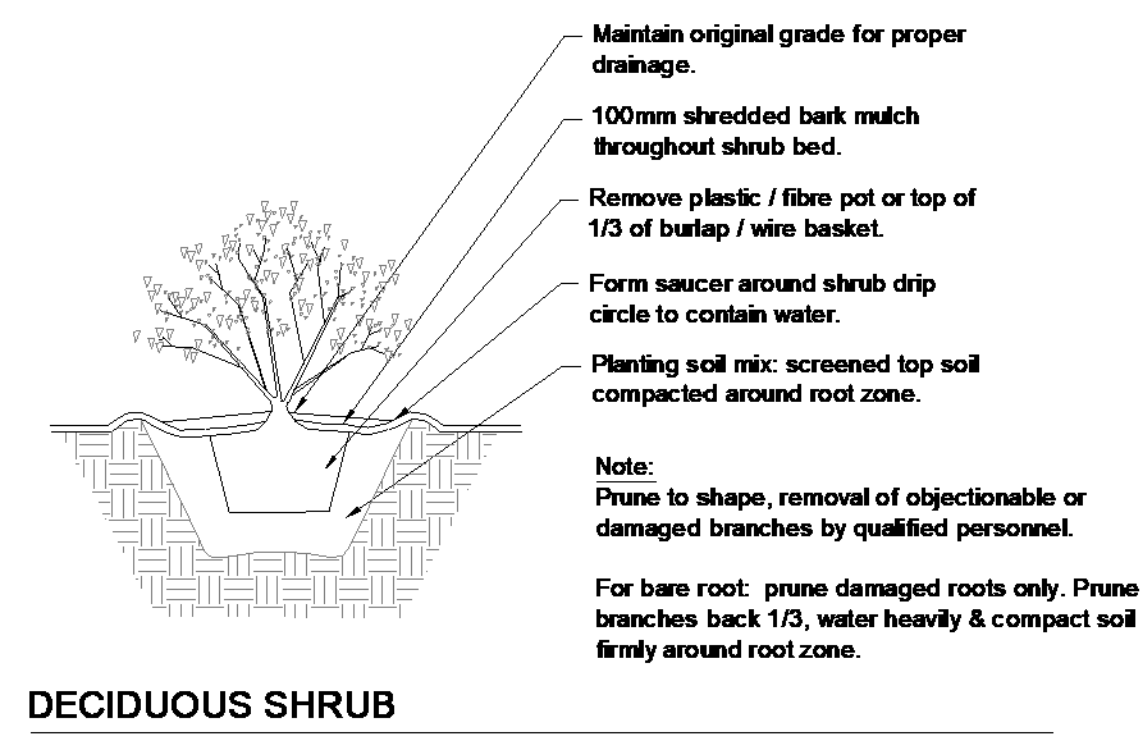 Maintain original grade for proper
drainage.
100mm shredded bark mulch
throughout shrub bed.
Remove plastic / fibre pot or top of
1/3 of burlap / wire basket.
Form saucer around shrub drip
circle to contain water.
Planting soil mix: screened top soil
compacted around root zone.
Note:
Prune to shape, removal of objectionable or
damaged branches by qualified personnel.
For bare root: prune damaged roots only. Prune
branches back 1/3, water heavily & compact soil
firmly around root zone.
DECIDUOUS SHRUB